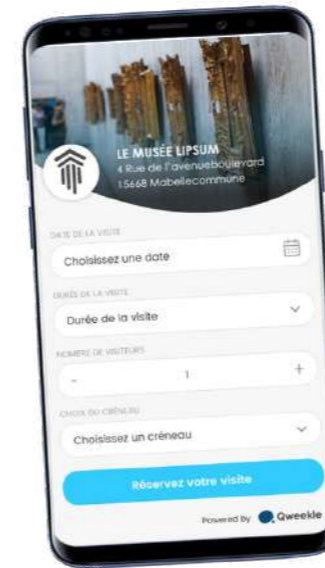 LE MUSÉE LIPSUM
4 Rue de l'avenueboulevard
15668 Mabellecommune
DATE DE LA VISITE
Choisissez une date
DURÉE DE LA VISITE
Durée de la visite
NOMBRE DE VISITEURS
- 1 +
CHOIX DU CRÉNEAU
Choisissez un créneau
Réservez votre visite
Powered by Qweekle